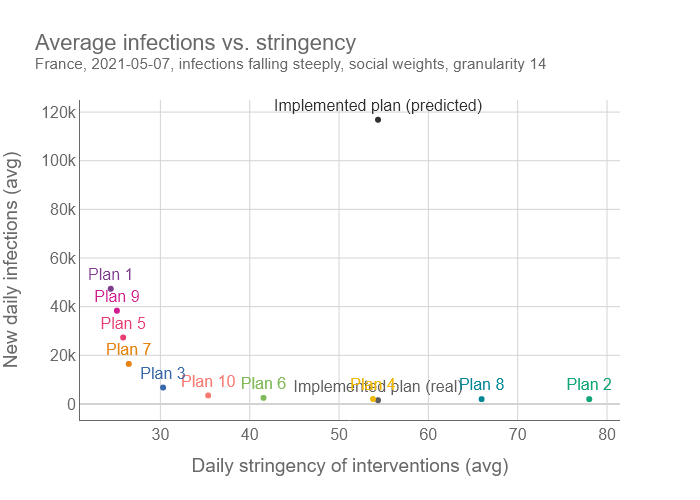 Average infections vs. stringency
France, 2021-05-07, infections falling steeply, social weights, granularity 14
New daily infections (avg)
120k
100k
80k
60k
40k
20k
0
Implemented plan (predicted)
Plan 1
Plan 9
Plan 5
Plan 7
Plan 3
Plan 10
Plan 6
Implemented plan (real)
Plan 4
Plan 8
Plan 2
30
40
50
60
70
80
Daily stringency of interventions (avg)